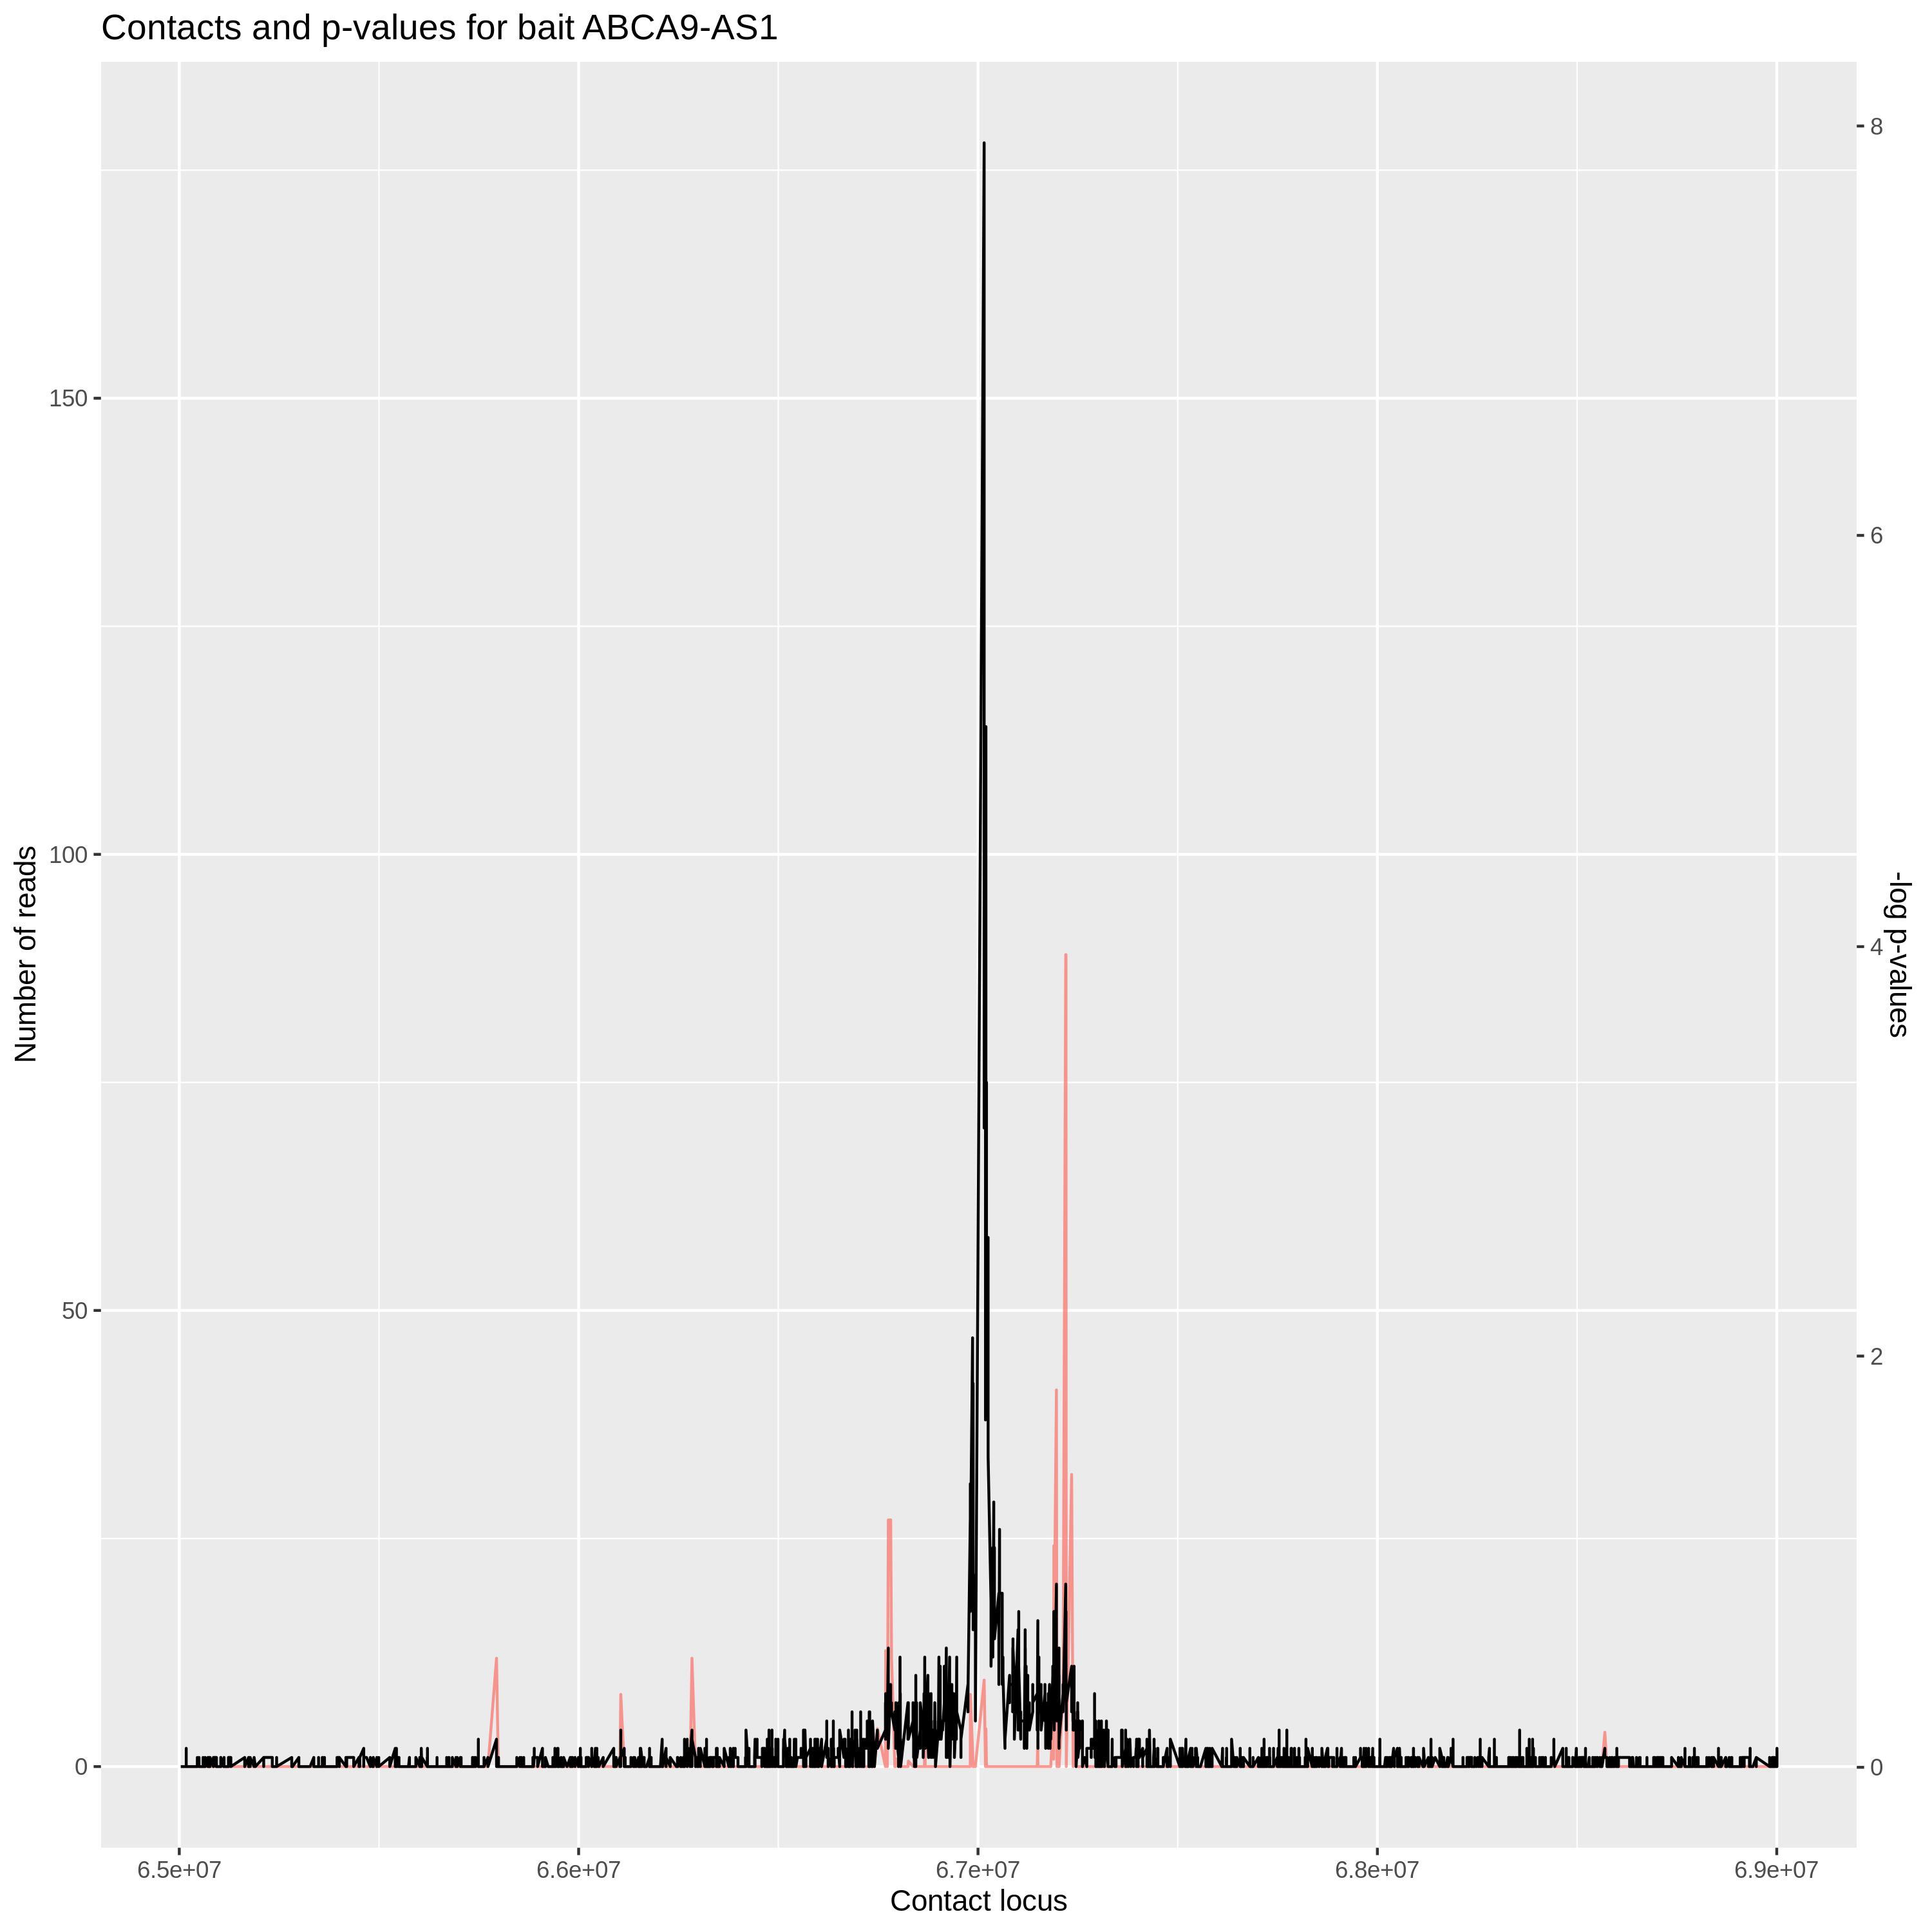 Contacts and p-values for bait ABCA9-AS1
8
150
6
100
4
50
2
0
0
Number of reads
-log p-values
6.5e+07
6.6e+07
6.7e+07
6.8e+07
6.9e+07
Contact locus